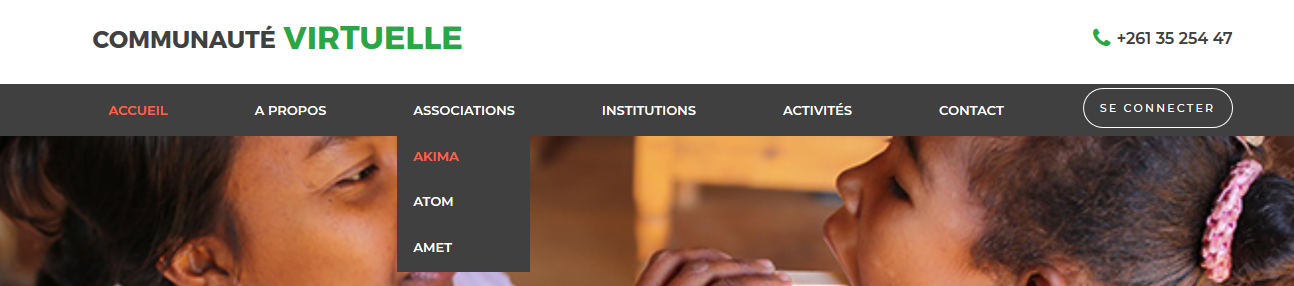 COMMUNAUTÉ VIRTUELLE
+261 35 254 47
ACCUEIL A PROPOS ASSOCIATIONS INSTITUTIONS ACTIVITÉS CONTACT SE CONNECTER
AKIMA
ATOM
AMET